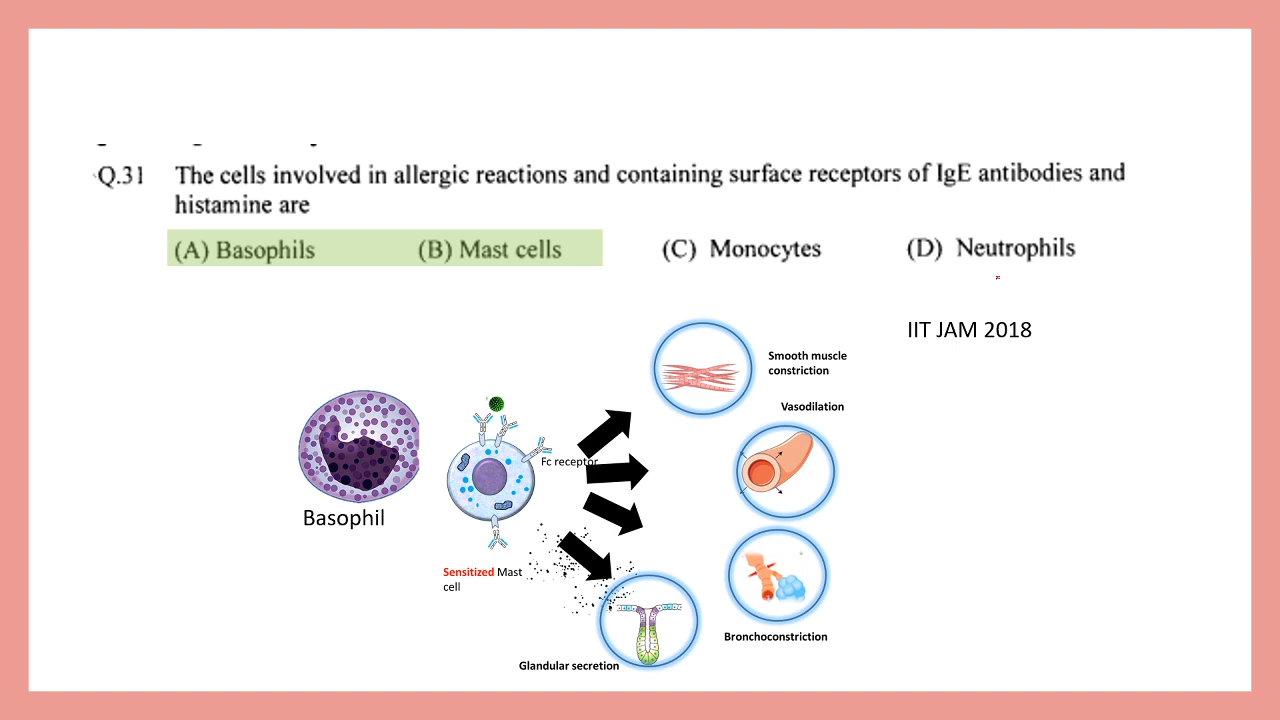 Q.31 The cells involved in allergic reactions and containing surface receptors of IgE antibodies and
histamine are
(A) Basophils (B) Mast cells (C) Monocytes (D) Neutrophils
IIT JAM 2018
Smooth muscle
constriction
Vasodilation
Fc receptor
Basophil
Sensitized Mast
cell
Bronchoconstriction
Glandular secretion